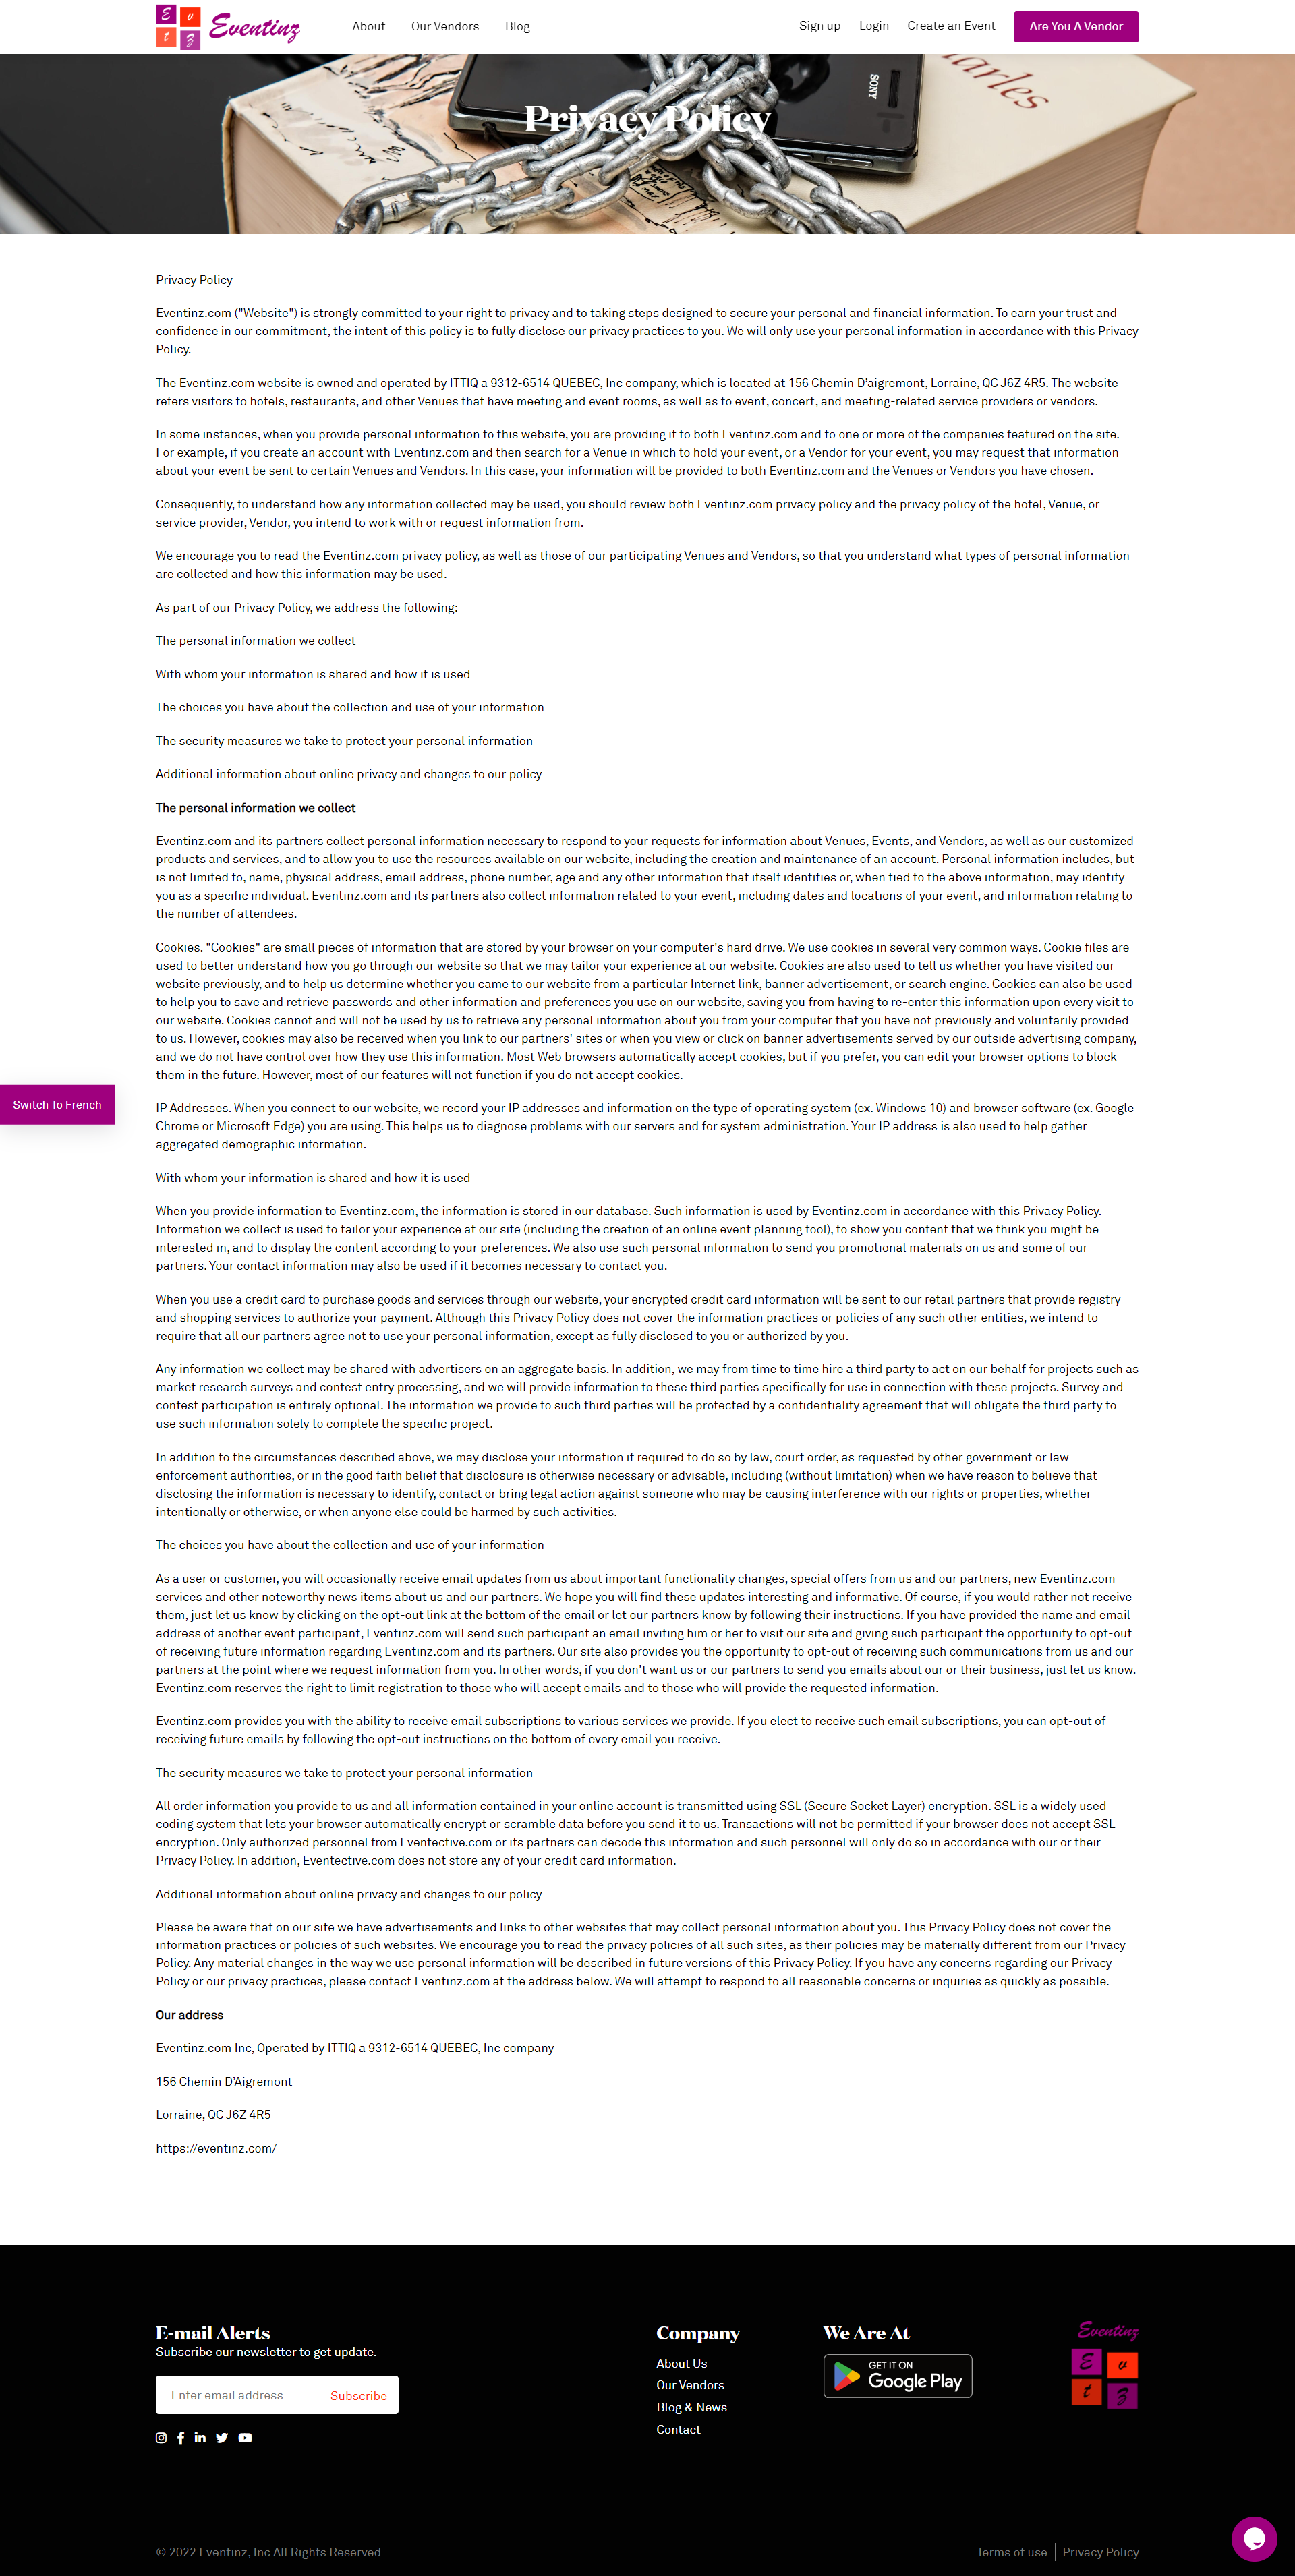 E v t z Eventinz
About Our Vendors Blog Sign up Login Create an Event Are You A Vendor
SONY
harles
Privacy Policy
Privacy Policy
Eventinz.com ("Website") is strongly committed to your right to privacy and to taking steps designed to secure your personal and financial information. To earn your trust and
confidence in our commitment, the intent of this policy is to fully disclose our privacy practices to you. We will only use your personal information in accordance with this Privacy
Policy.
The Eventinz.com website is owned and operated by ITTIQ a 9312-6514 QUEBEC, Inc company, which is located at 156 Chemin D'aigremont, Lorraine, QC J6Z 4R5. The website
refers visitors to hotels, restaurants, and other Venues that have meeting and event rooms, as well as to event, concert, and meeting-related service providers or vendors.
In some instances, when you provide personal information to this website, you are providing it to both Eventinz.com and to one or more of the companies featured on the site.
For example, if you create an account with Eventinz.com and then search for a Venue in which to hold your event, or a Vendor for your event, you may request that information
about your event be sent to certain Venues and Vendors. In this case, your information will be provided to both Eventinz.com and the Venues or Vendors you have chosen.
Consequently, to understand how any information collected may be used, you should review both Eventinz.com privacy policy and the privacy policy of the hotel, Venue, or
service provider, Vendor, you intend to work with or request information from.
We encourage you to read the Eventinz.com privacy policy, as well as those of our participating Venues and Vendors, so that you understand what types of personal information
are collected and how this information may be used.
As part of our Privacy Policy, we address the following:
The personal information we collect
With whom your information is shared and how it is used
The choices you have about the collection and use of your information
The security measures we take to protect your personal information
Additional information about online privacy and changes to our policy
The personal information we collect
Eventinz.com and its partners collect personal information necessary to respond to your requests for information about Venues, Events, and Vendors, as well as our customized
products and services, and to allow you to use the resources available on our website, including the creation and maintenance of an account. Personal information includes, but
is not limited to, name, physical address, email address, phone number, age and any other information that itself identifies or, when tied to the above information, may identify
you as a specific individual. Eventinz.com and its partners also collect information related to your event, including dates and locations of your event, and information relating to
the number of attendees.
Cookies. "Cookies" are small pieces of information that are stored by your browser on your computer's hard drive. We use cookies in several very common ways. Cookie files are
used to better understand how you go through our website so that we may tailor your experience at our website. Cookies are also used to tell us whether you have visited our
website previously, and to help us determine whether you came to our website from a particular Internet link, banner advertisement, or search engine. Cookies can also be used
to help you to save and retrieve passwords and other information and preferences you use on our website, saving you from having to re-enter this information upon every visit to
our website. Cookies cannot and will not be used by us to retrieve any personal information about you from your computer that you have not previously and voluntarily provided
to us. However, cookies may also be received when you link to our partners' sites or when you view or click on banner advertisements served by our outside advertising company,
and we do not have control over how they use this information. Most Web browsers automatically accept cookies, but if you prefer, you can edit your browser options to block
them in the future. However, most of our features will not function if you do not accept cookies.
Switch To French
IP Addresses. When you connect to our website, we record your IP addresses and information on the type of operating system (ex. Windows 10) and browser software (ex. Google
Chrome or Microsoft Edge) you are using. This helps us to diagnose problems with our servers and for system administration. Your IP address is also used to help gather
aggregated demographic information.
With whom your information is shared and how it is used
When you provide information to Eventinz.com, the information is stored in our database. Such information is used by Eventinz.com in accordance with this Privacy Policy.
Information we collect is used to tailor your experience at our site (including the creation of an online event planning tool), to show you content that we think you might be
interested in, and to display the content according to your preferences. We also use such personal information to send you promotional materials on us and some of our
partners. Your contact information may also be used if it becomes necessary to contact you.
When you use a credit card to purchase goods and services through our website, your encrypted credit card information will be sent to our retail partners that provide registry
and shopping services to authorize your payment. Although this Privacy Policy does not cover the information practices or policies of any such other entities, we intend to
require that all our partners agree not to use your personal information, except as fully disclosed to you or authorized by you.
Any information we collect may be shared with advertisers on an aggregate basis. In addition, we may from time to time hire a third party to act on our behalf for projects such as
market research surveys and contest entry processing, and we will provide information to these third parties specifically for use in connection with these projects. Survey and
contest participation is entirely optional. The information we provide to such third parties will be protected by a confidentiality agreement that will obligate the third party to
use such information solely to complete the specific project.
In addition to the circumstances described above, we may disclose your information if required to do so by law, court order, as requested by other government or law
enforcement authorities, or in the good faith belief that disclosure is otherwise necessary or advisable, including (without limitation) when we have reason to believe that
disclosing the information is necessary to identify, contact or bring legal action against someone who may be causing interference with our rights or properties, whether
intentionally or otherwise, or when anyone else could be harmed by such activities.
The choices you have about the collection and use of your information
As a user or customer, you will occasionally receive email updates from us about important functionality changes, special offers from us and our partners, new Eventinz.com
services and other noteworthy news items about us and our partners. We hope you will find these updates interesting and informative. Of course, if you would rather not receive
them, just let us know by clicking on the opt-out link at the bottom of the email or let our partners know by following their instructions. If you have provided the name and email
address of another event participant, Eventinz.com will send such participant an email inviting him or her to visit our site and giving such participant the opportunity to opt-out
of receiving future information regarding Eventinz.com and its partners. Our site also provides you the opportunity to opt-out of receiving such communications from us and our
partners at the point where we request information from you. In other words, if you don't want us or our partners to send you emails about our or their business, just let us know.
Eventinz.com reserves the right to limit registration to those who will accept emails and to those who will provide the requested information.
Eventinz.com provides you with the ability to receive email subscriptions to various services we provide. If you elect to receive such email subscriptions, you can opt-out of
receiving future emails by following the opt-out instructions on the bottom of every email you receive.
The security measures we take to protect your personal information
All order information you provide to us and all information contained in your online account is transmitted using SSL (Secure Socket Layer) encryption. SSL is a widely used
coding system that lets your browser automatically encrypt or scramble data before you send it to us. Transactions will not be permitted if your browser does not accept SSL
encryption. Only authorized personnel from Eventective.com or its partners can decode this information and such personnel will only do so in accordance with our or their
Privacy Policy. In addition, Eventective.com does not store any of your credit card information.
Additional information about online privacy and changes to our policy
Please be aware that on our site we have advertisements and links to other websites that may collect personal information about you. This Privacy Policy does not cover the
information practices or policies of such websites. We encourage you to read the privacy policies of all such sites, as their policies may be materially different from our Privacy
Policy. Any material changes in the way we use personal information will be described in future versions of this Privacy Policy. If you have any concerns regarding our Privacy
Policy or our privacy practices, please contact Eventinz.com at the address below. We will attempt to respond to all reasonable concerns or inquiries as quickly as possible.
Our address
Eventinz.com Inc, Operated by ITTIQ a 9312-6514 QUEBEC, Inc company
156 Chemin D'Aigremont
Lorraine, QC J6Z 4R5
https://eventinz.com/
E-mail Alerts
Subscribe our newsletter to get update.
Enter email address Subscribe
Company
About Us
Our Vendors
Blog & News
Contact
We Are At
GET IT ON
Google Play
Eventinz
E v
t z
© 2022 Eventinz, Inc All Rights Reserved
Terms of use Privacy Policy